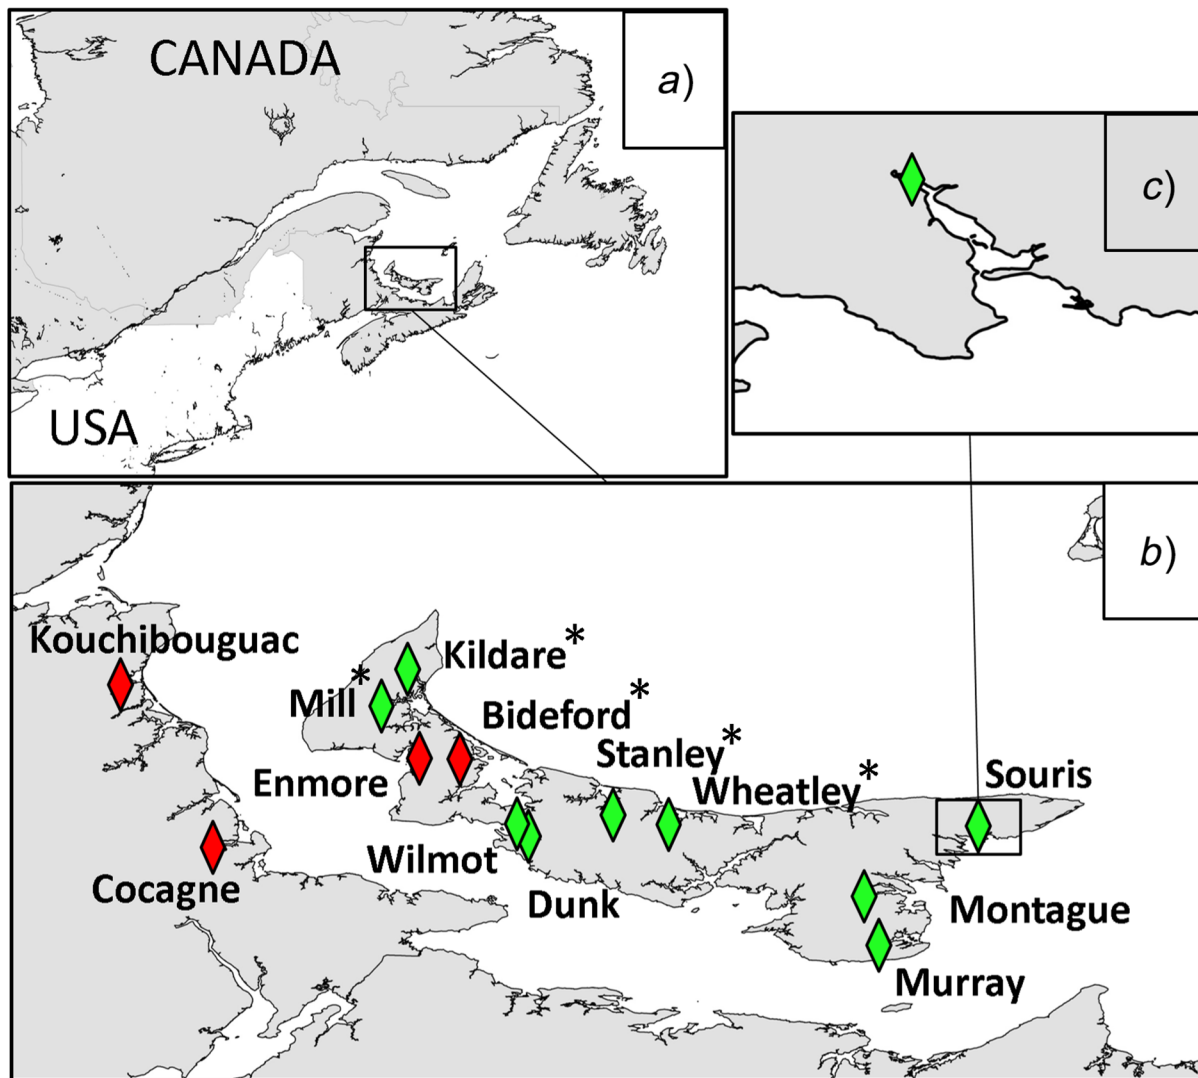 CANADA
a)
USA
c)
b)
Kouchibouguac
Kildare*
Mill*
Bideford*
Stanley*
Enmore
Wheatley*
Souris
Wilmot
Cocagne
Dunk
Montague
Murray